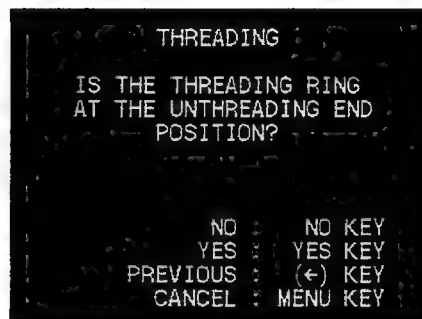 THREADING
IS THE THREADING RING
AT THE UNTHREADING END
POSITION?
NO : NO KEY
YES : YES KEY
PREVIOUS : (←) KEY
CANCEL : MENU KEY